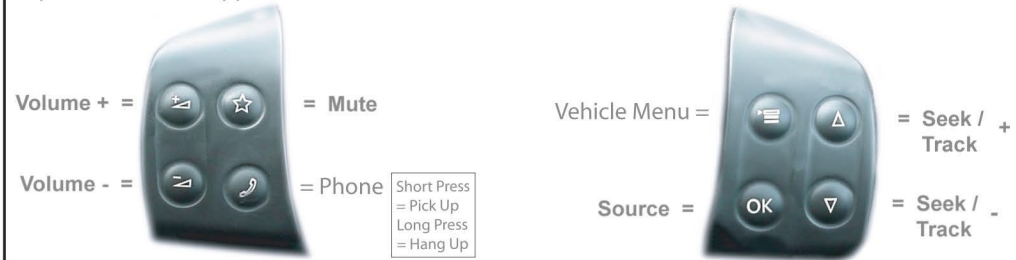 Volume + =
= Mute
Volume - =
= Phone
Short Press
= Pick Up
Long Press
= Hang Up
Vehicle Menu =
= Seek / +
Track
Source =
OK
= Seek / -
Track